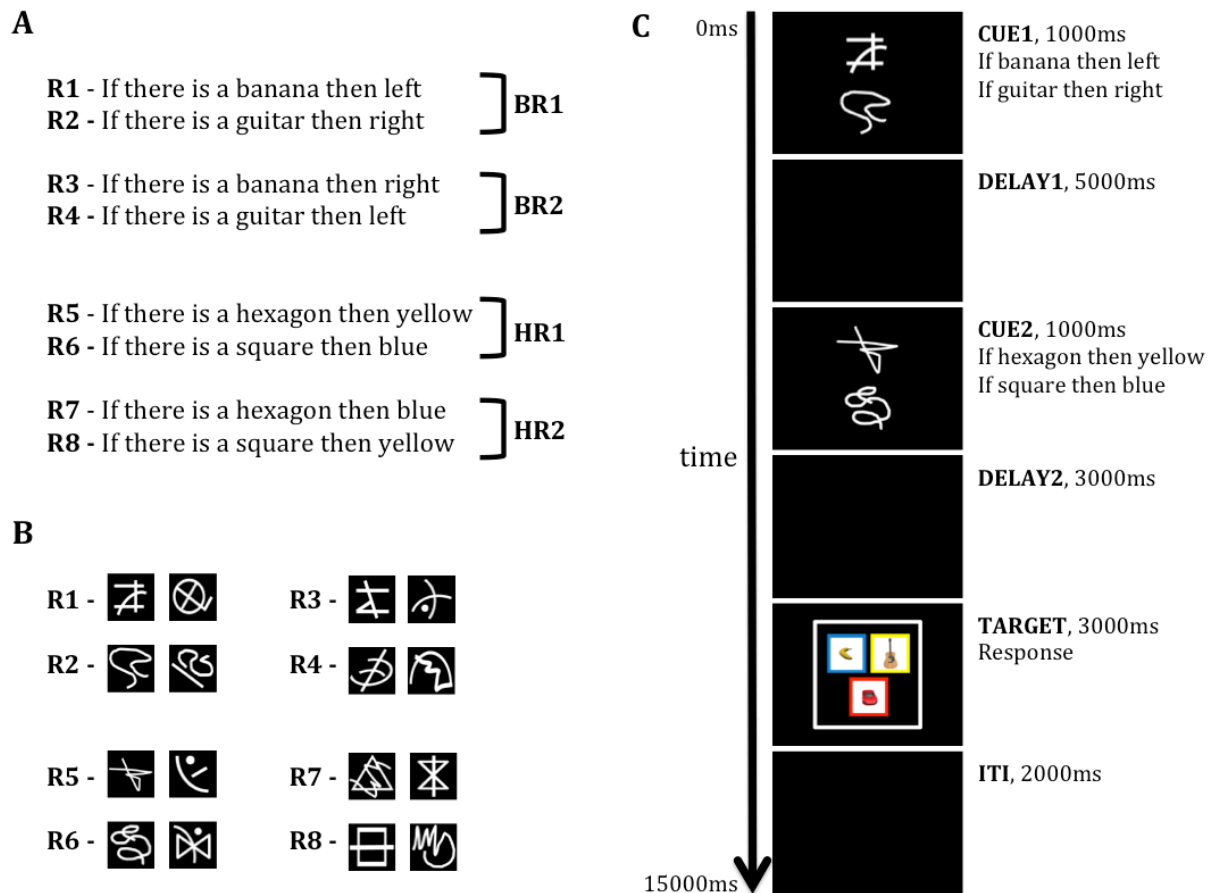 A
R1 - If there is a banana then left
R2 - If there is a guitar then right
BR1
R3 - If there is a banana then right
R4 - If there is a guitar then left
BR2
R5 - If there is a hexagon then yellow
R6 - If there is a square then blue
HR1
R7 - If there is a hexagon then blue
R8 - If there is a square then yellow
HR2
B
R1 -
R3 -
R2 -
R4 -
R5 -
R7 -
R6 -
R8 -
C
0ms
time
15000ms
CUE1, 1000ms
If banana then left
If guitar then right
DELAY1, 5000ms
CUE2, 1000ms
If hexagon then yellow
If square then blue
DELAY2, 3000ms
TARGET, 3000ms
Response
ITI, 2000ms